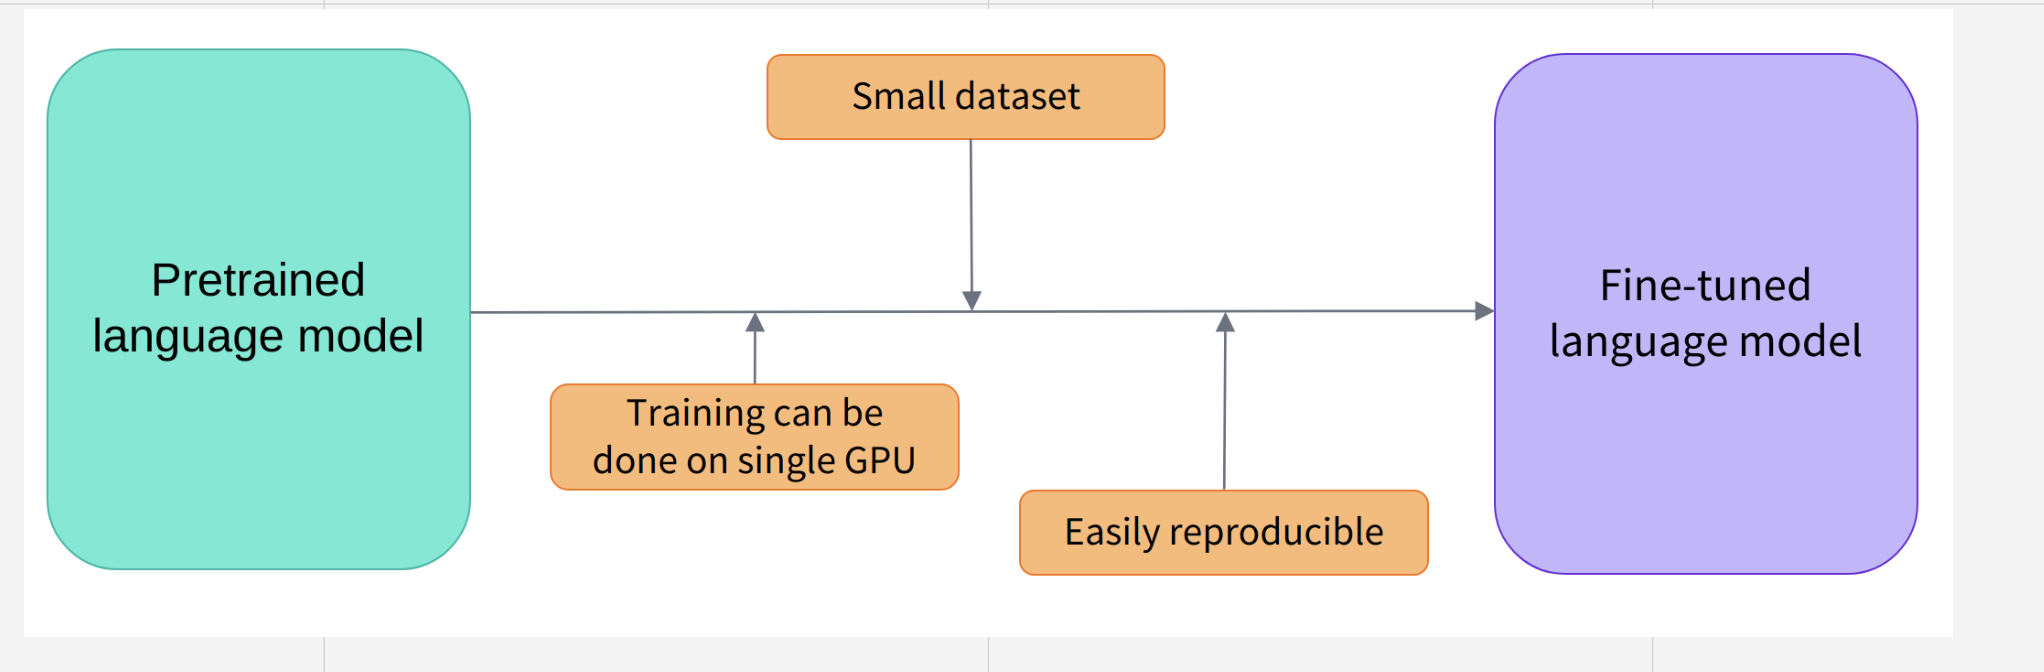 Pretrained
language model
Small dataset
Training can be
done on single GPU
Easily reproducible
Fine-tuned
language model